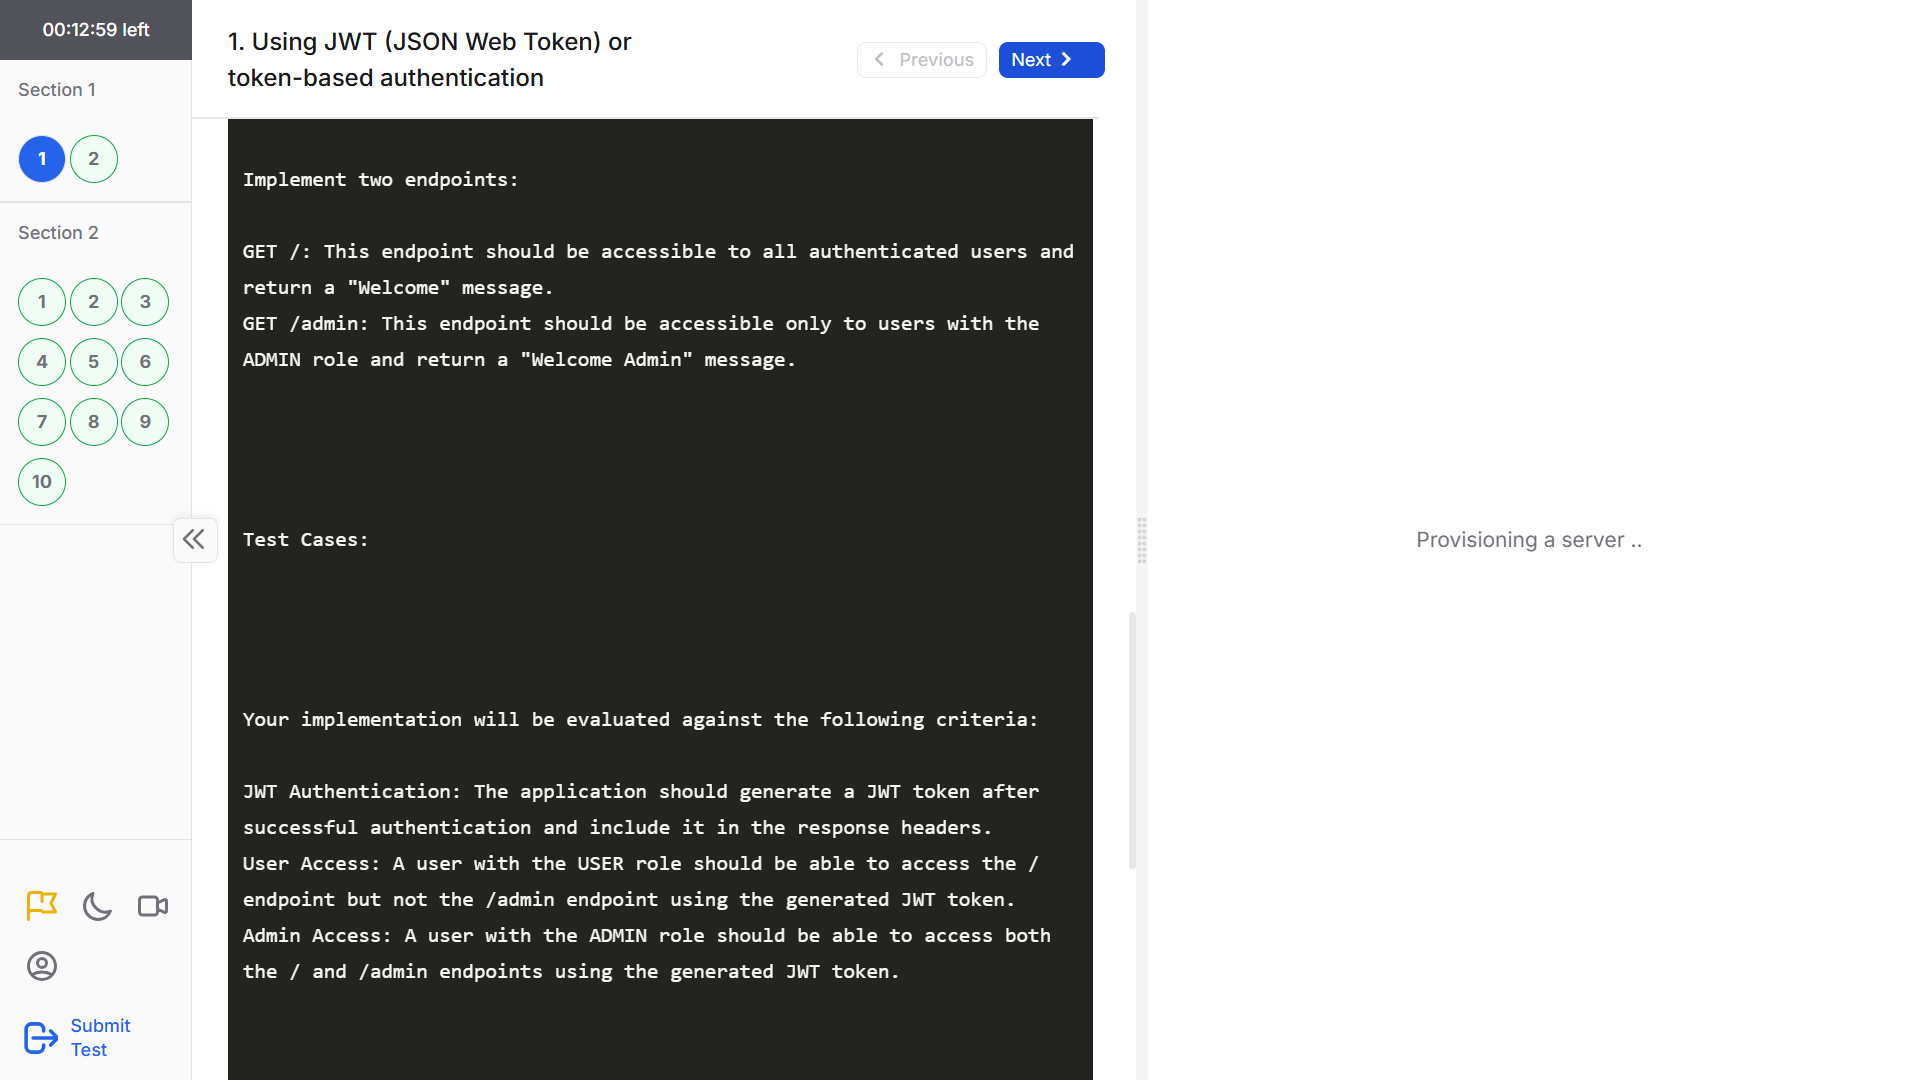 00:12:59 left
Section 1
1 2
Section 2
1 2 3
4 5 6
7 8 9
10
Submit
Test
1. Using JWT (JSON Web Token) or
token-based authentication
Previous
Next
Implement two endpoints:
GET /: This endpoint should be accessible to all authenticated users and
return a "Welcome" message.
GET /admin: This endpoint should be accessible only to users with the
ADMIN role and return a "Welcome Admin" message.
Test Cases:
Your implementation will be evaluated against the following criteria:
JWT Authentication: The application should generate a JWT token after
successful authentication and include it in the response headers.
User Access: A user with the USER role should be able to access the /
endpoint but not the /admin endpoint using the generated JWT token.
Admin Access: A user with the ADMIN role should be able to access both
the / and /admin endpoints using the generated JWT token.
Provisioning a server ..